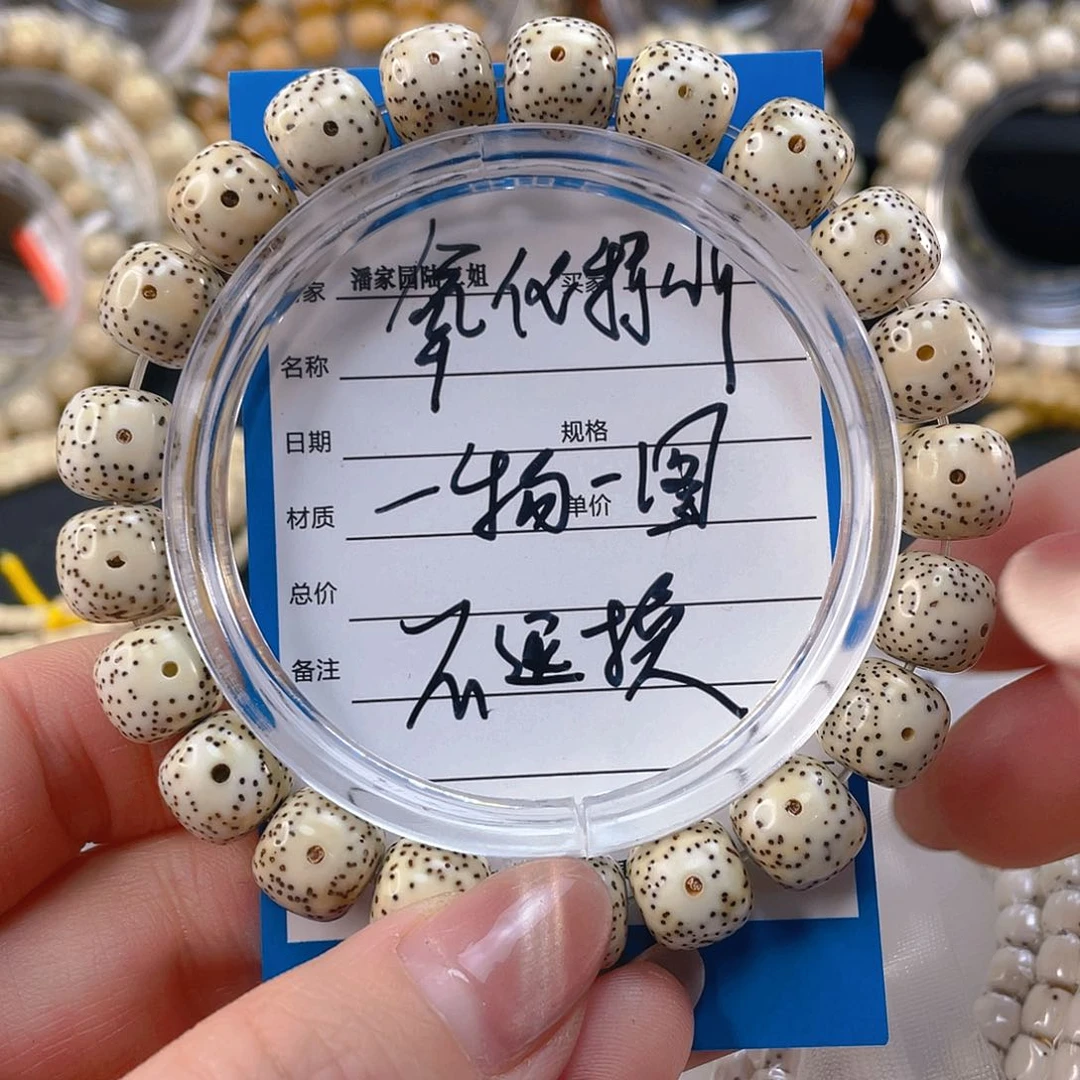 家 潘家园陆 姐 买家
氧化
名称
日期 规格
一物一图
材质 单价
总价
不退换
备注